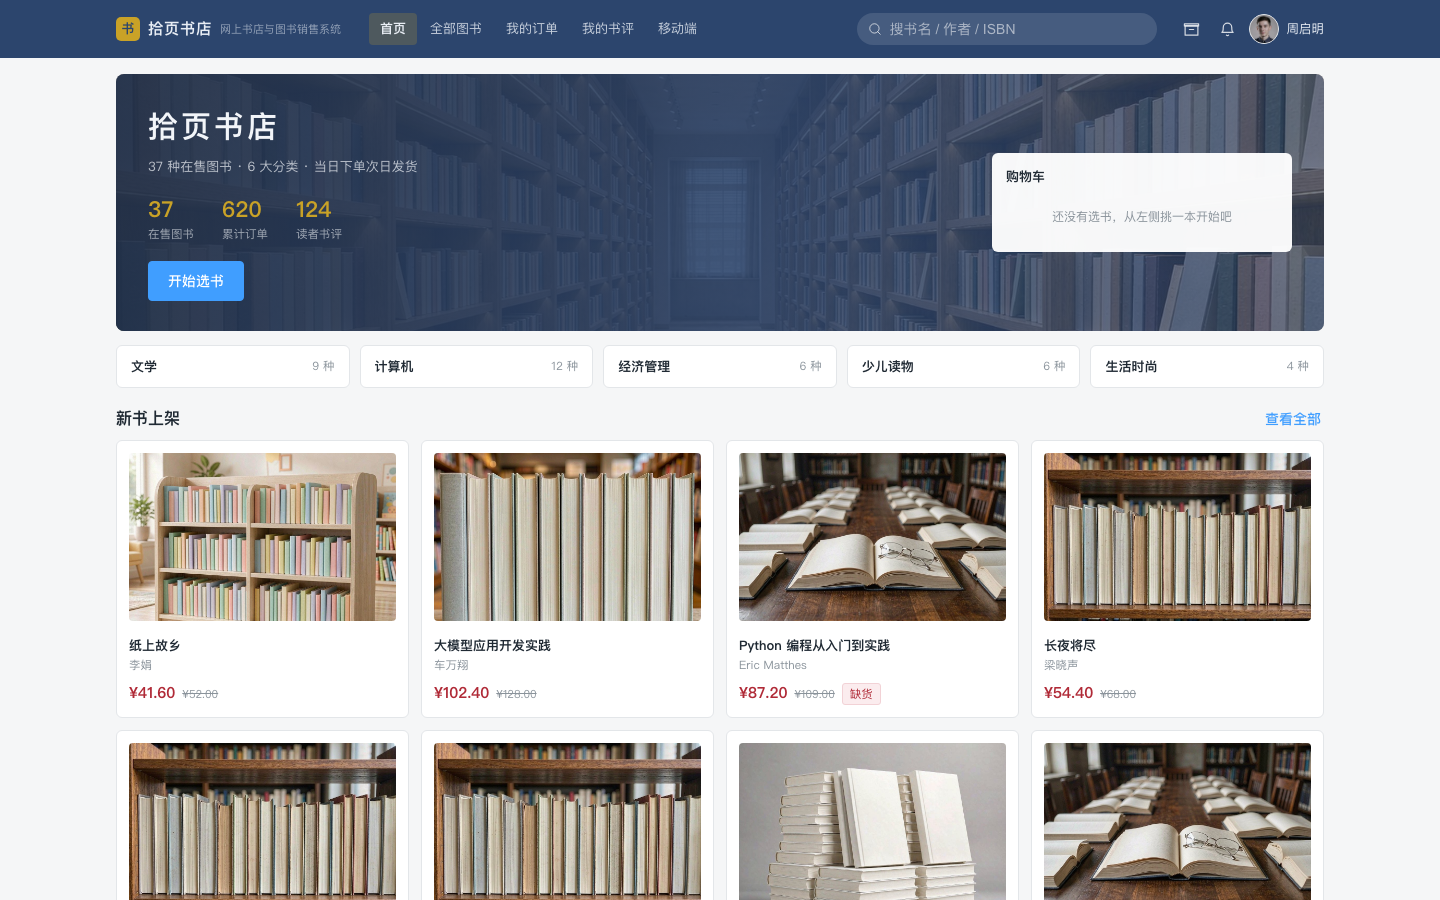 书 拾页书店 网上书店与图书销售系统 首页 全部图书 我的订单 我的书评 移动端 搜书名 / 作者 / ISBN 周启明
拾页书店
37 种在售图书 · 6 大分类 · 当日下单次日发货
37 620 124
在售图书 累计订单 读者书评
开始选书
购物车
还没有选书，从左侧挑一本开始吧
文学 9 种 计算机 12 种 经济管理 6 种 少儿读物 6 种 生活时尚 4 种
新书上架 查看全部
纸上故乡
李娟
¥41.60 ¥52.00
大模型应用开发实践
车万翔
¥102.40 ¥128.00
Python 编程从入门到实践
Eric Matthes
¥87.20 ¥109.00 缺货
长夜将尽
梁晓声
¥54.40 ¥68.00